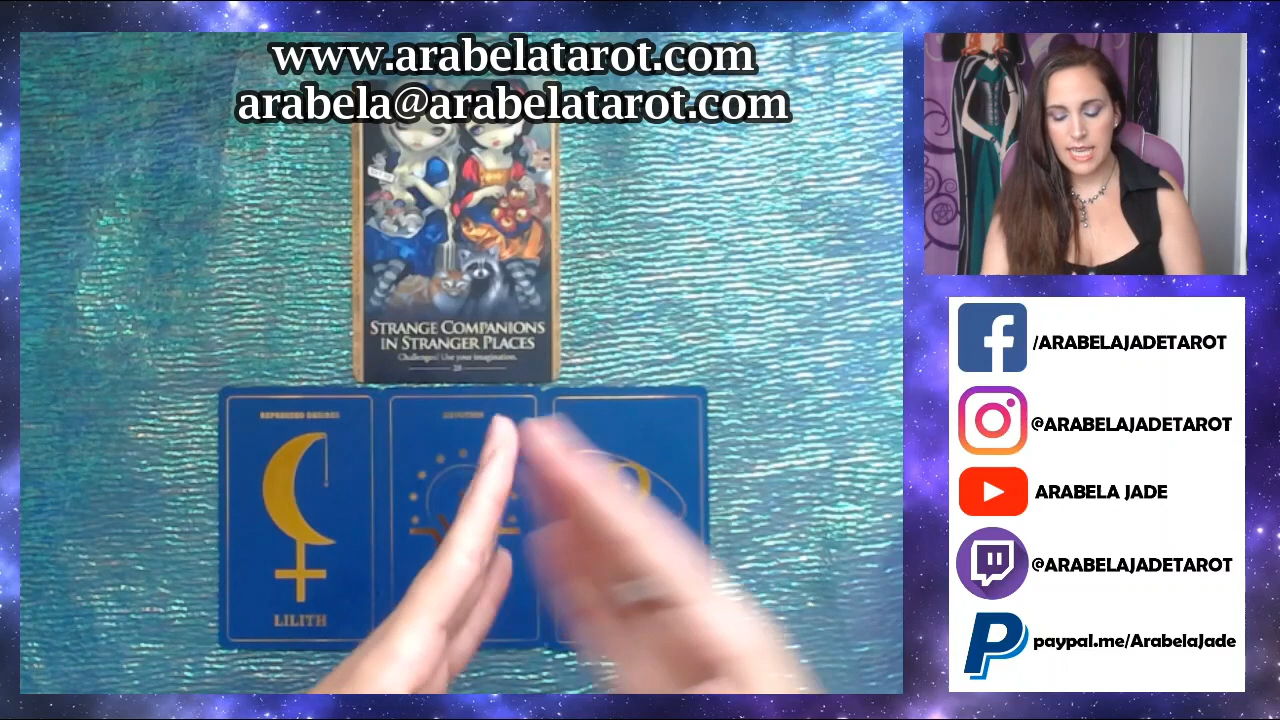 www.arabelatarot.com
arabela@arabelatarot.com
STRANGE COMPANIONS
IN STRANGER PLACES
Challenges! Use your imagination.
REPRESSED DESIRES
LILITH
/ARABELAJADETAROT
@ARABELAJADETAROT
ARABELA JADE
@ARABELAJADETAROT
paypal.me/ArabelaJade